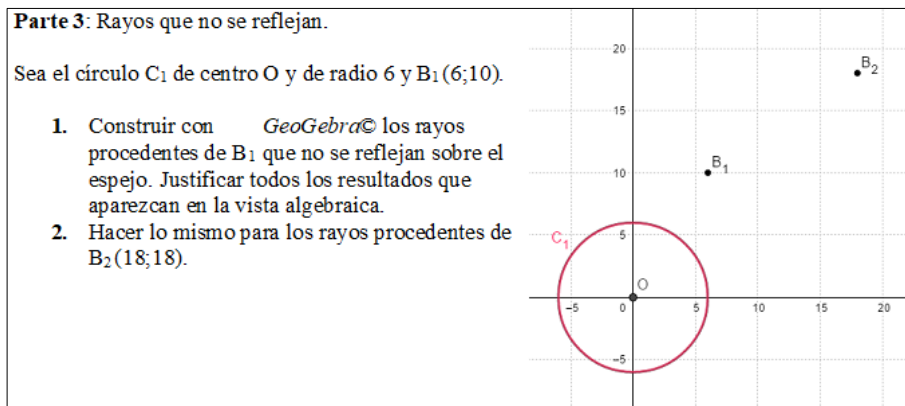 Parte 3: Rayos que no se reflejan.
Sea el círculo C₁ de centro O y de radio 6 y B₁(6;10).
1. Construir con GeoGebra© los rayos
procedentes de B₁ que no se reflejan sobre el
espejo. Justificar todos los resultados que
aparezcan en la vista algebraica.
2. Hacer lo mismo para los rayos procedentes de
B₂(18;18).
20
B₂
15
B₁
10
C₁
5
O
−5
0
5
10
15
20
−5